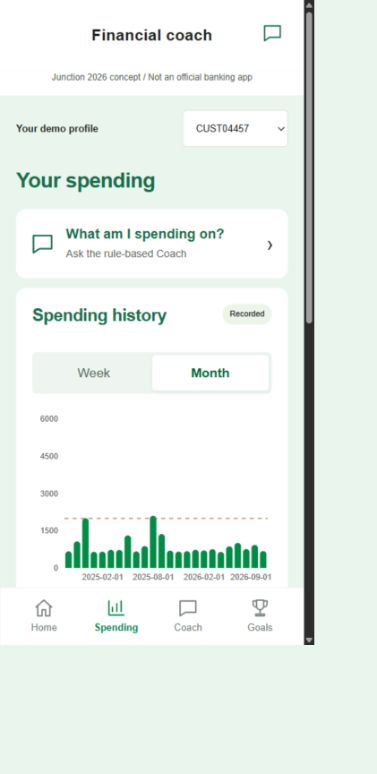 Financial coach
Junction 2026 concept / Not an official banking app
Your demo profile
CUST04457
Your spending
What am I spending on?
Ask the rule-based Coach
Spending history
Recorded
Week
Month
6000
4500
3000
1500
0
2025-02-01 2025-08-01 2026-02-01 2026-09-01
Home
Spending
Coach
Goals